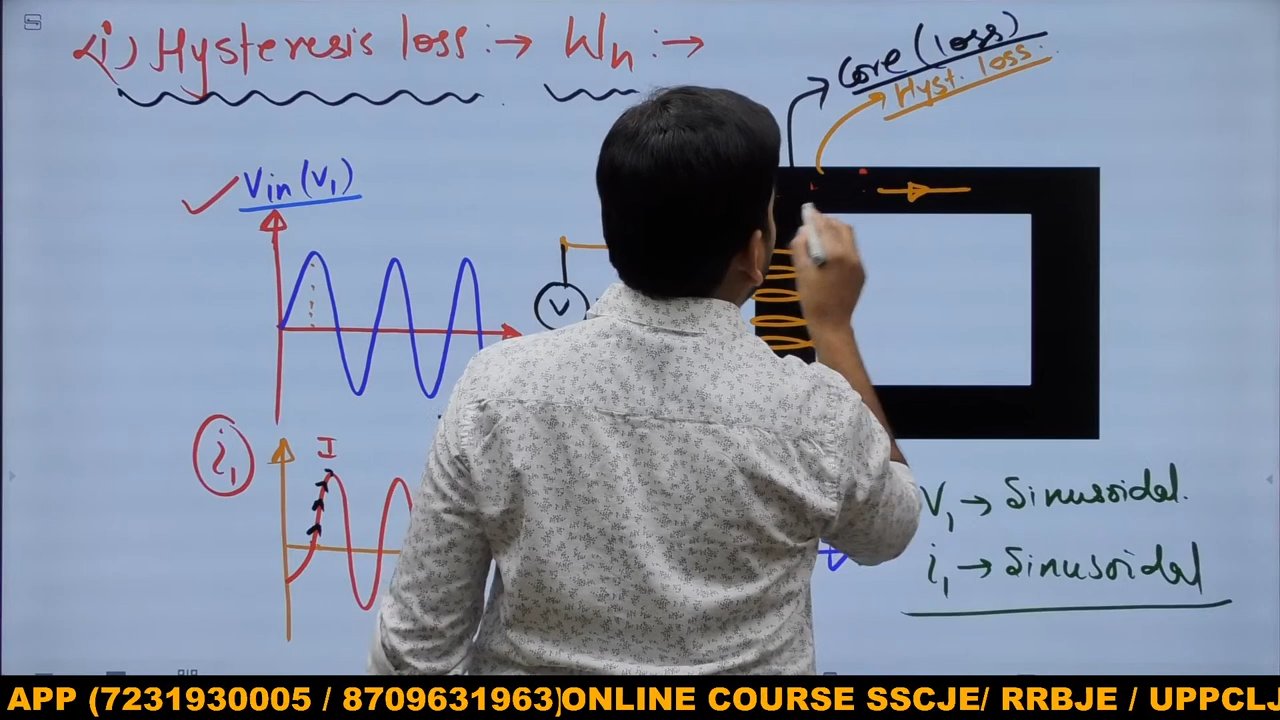 (i) Hysteresis loss :→ Wh :→
Core (loss)
Hyst. loss.
Vin (V1)
V
i1
I
V1 → Sinusoidal.
i1 → Sinusoidal
APP (7231930005 / 8709631963)ONLINE COURSE SSCJE/ RRBJE / UPPCLJ